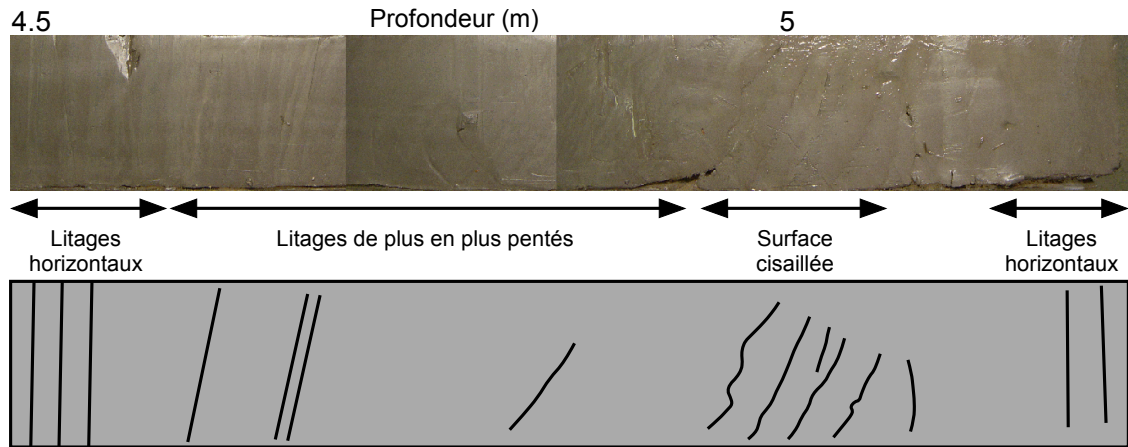 4.5 Profondeur (m) 5
Litages
horizontaux
Litages de plus en plus pentés
Surface
cisaillée
Litages
horizontaux